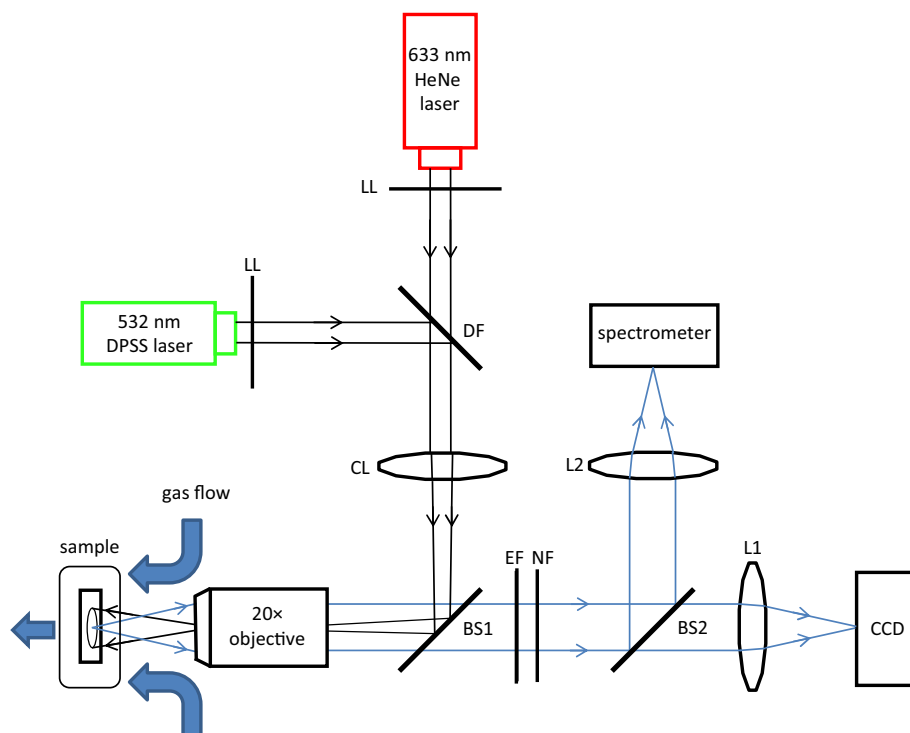 633 nm
HeNe
laser
LL
LL
532 nm
DPSS laser
DF
spectrometer
CL
L2
gas flow
sample
EF NF
L1
20×
objective
BS1
BS2
CCD